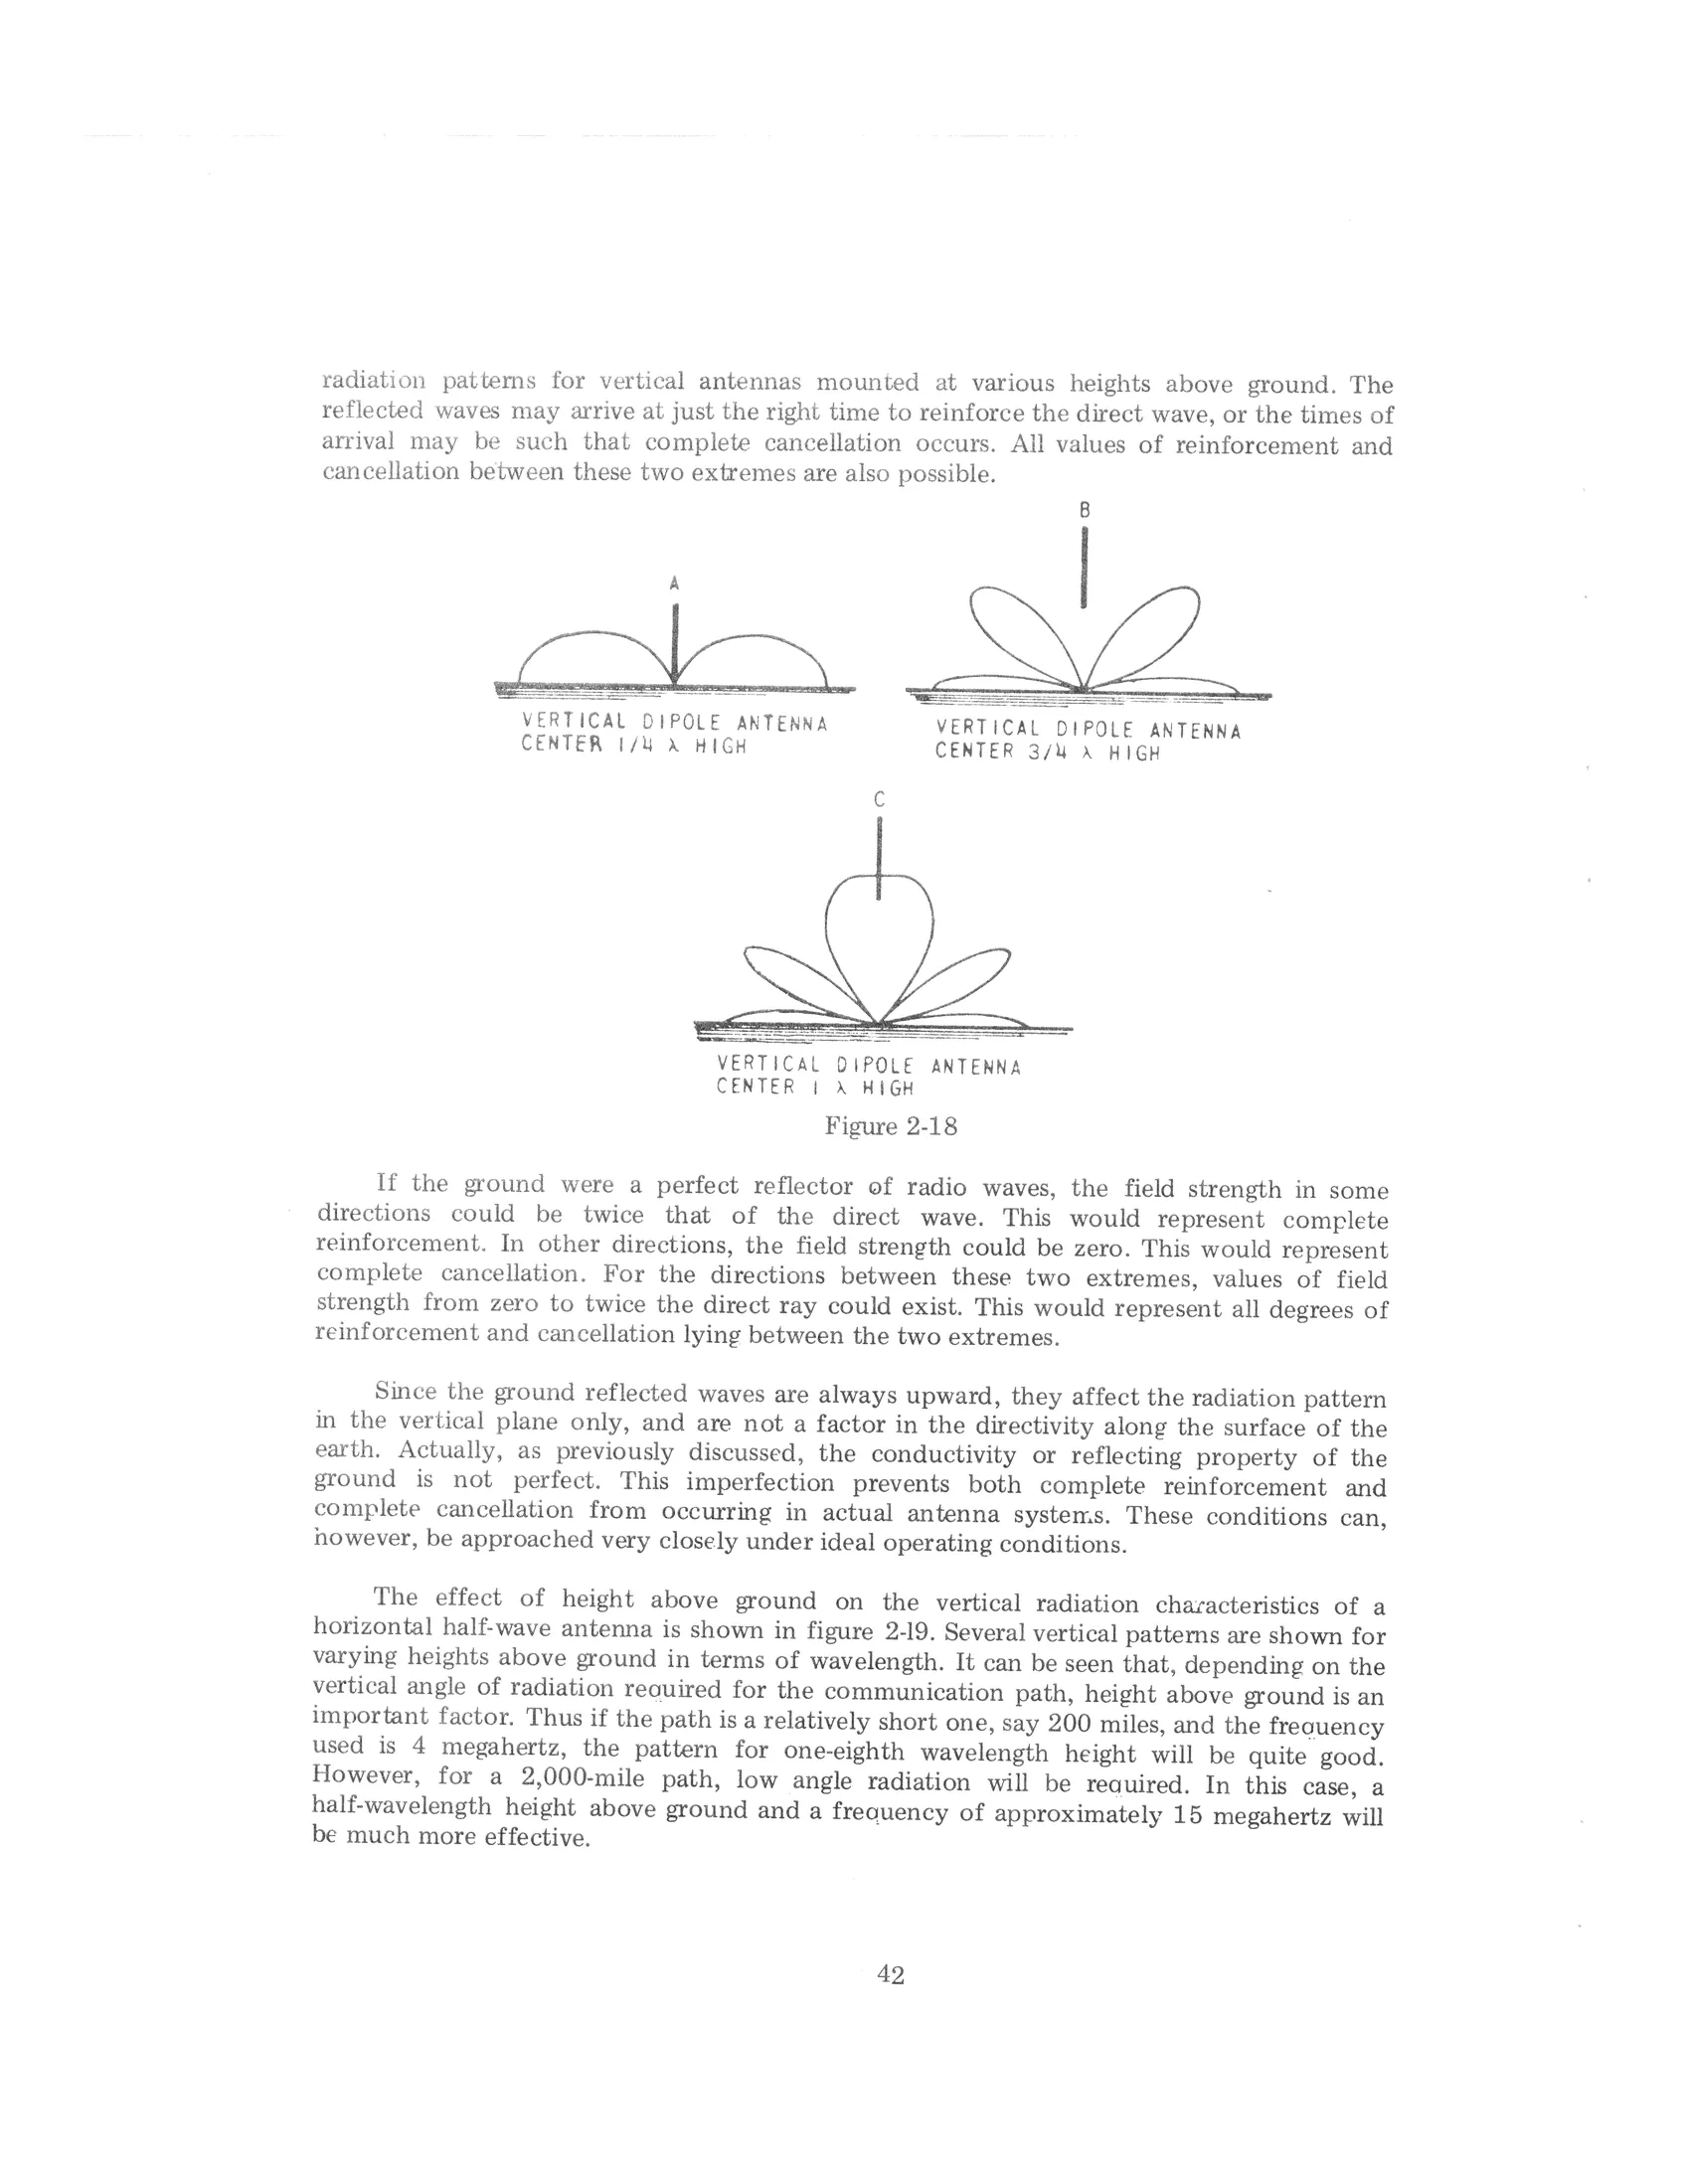 radiation patterns for vertical antennas mounted at various heights above ground. The
reflected waves may arrive at just the right time to reinforce the direct wave, or the times of
arrival may be such that complete cancellation occurs. All values of reinforcement and
cancellation between these two extremes are also possible.
B
A
VERTICAL DIPOLE ANTENNA
CENTER 1/4 λ HIGH
VERTICAL DIPOLE ANTENNA
CENTER 3/4 λ HIGH
C
VERTICAL DIPOLE ANTENNA
CENTER 1 λ HIGH
Figure 2-18
If the ground were a perfect reflector of radio waves, the field strength in some
directions could be twice that of the direct wave. This would represent complete
reinforcement. In other directions, the field strength could be zero. This would represent
complete cancellation. For the directions between these two extremes, values of field
strength from zero to twice the direct ray could exist. This would represent all degrees of
reinforcement and cancellation lying between the two extremes.
Since the ground reflected waves are always upward, they affect the radiation pattern
in the vertical plane only, and are not a factor in the directivity along the surface of the
earth. Actually, as previously discussed, the conductivity or reflecting property of the
ground is not perfect. This imperfection prevents both complete reinforcement and
complete cancellation from occurring in actual antenna systems. These conditions can,
however, be approached very closely under ideal operating conditions.
The effect of height above ground on the vertical radiation characteristics of a
horizontal half-wave antenna is shown in figure 2-19. Several vertical patterns are shown for
varying heights above ground in terms of wavelength. It can be seen that, depending on the
vertical angle of radiation required for the communication path, height above ground is an
important factor. Thus if the path is a relatively short one, say 200 miles, and the frequency
used is 4 megahertz, the pattern for one-eighth wavelength height will be quite good.
However, for a 2,000-mile path, low angle radiation will be required. In this case, a
half-wavelength height above ground and a frequency of approximately 15 megahertz will
be much more effective.
42